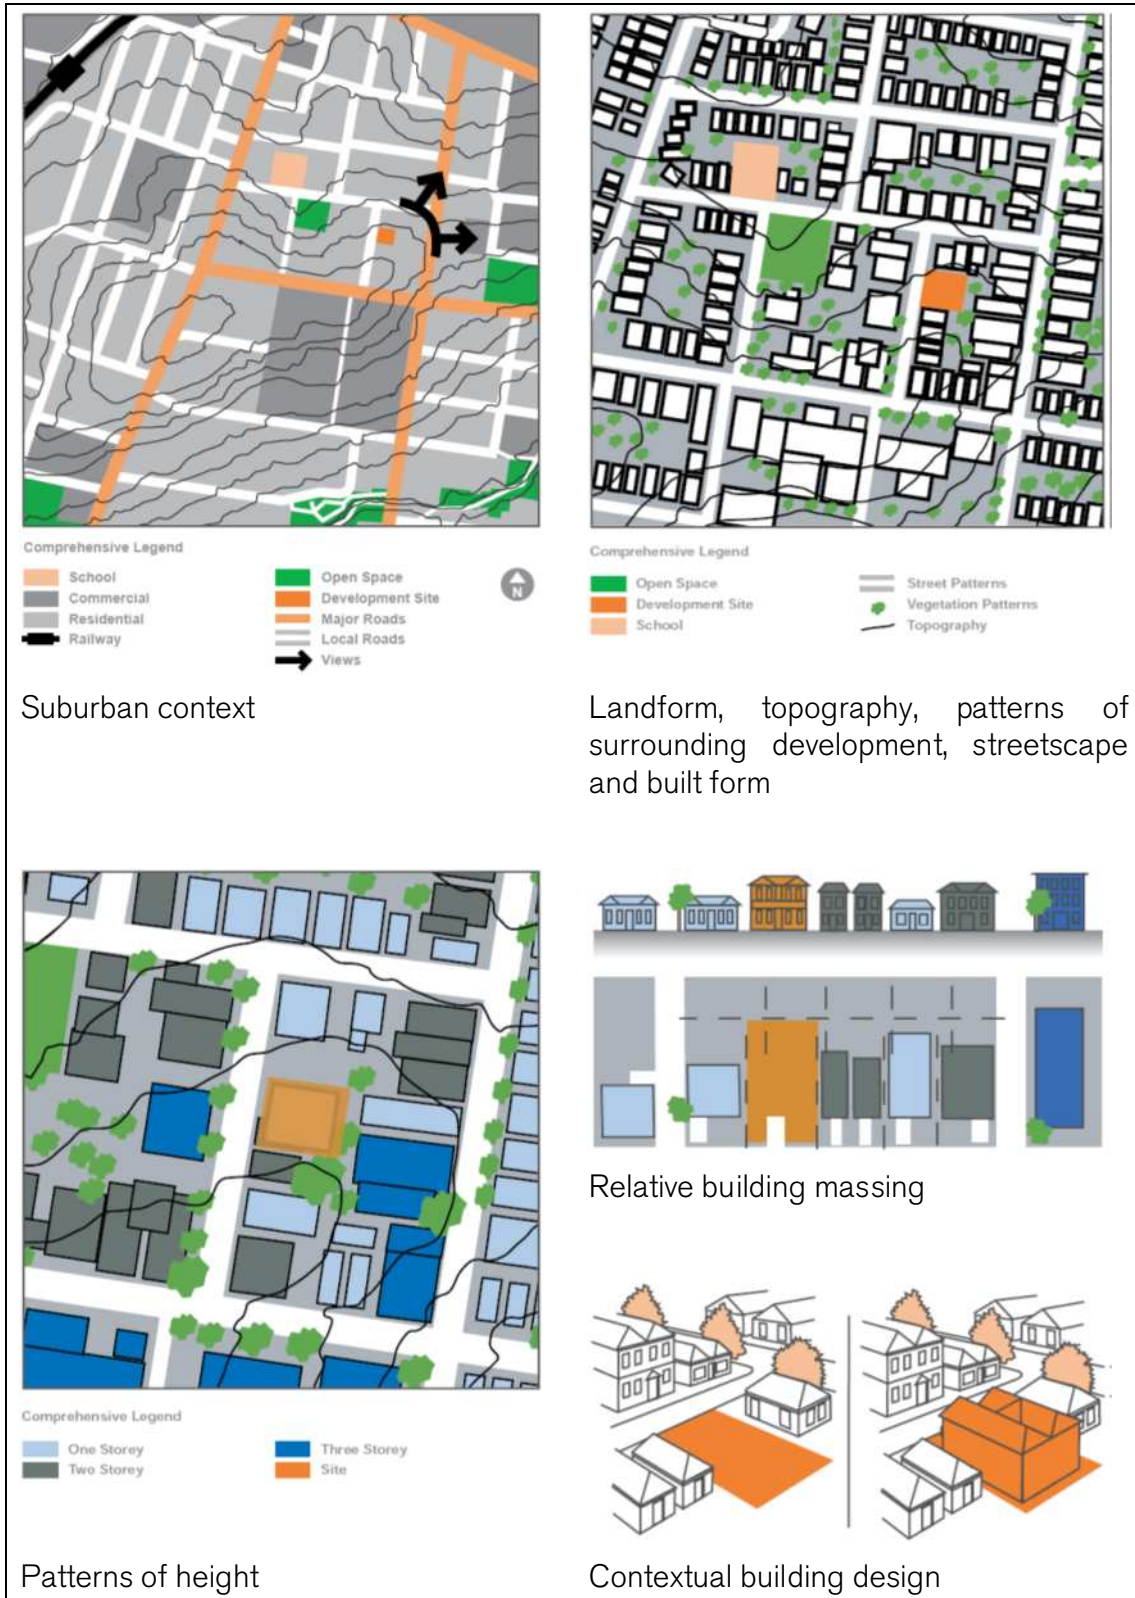 Comprehensive Legend
School
Commercial
Residential
Railway
Open Space
Development Site
Major Roads
Local Roads
Views
N
Suburban context
Comprehensive Legend
Open Space
Development Site
School
Street Patterns
Vegetation Patterns
Topography
Landform, topography, patterns of
surrounding development, streetscape
and built form
Comprehensive Legend
One Storey
Two Storey
Three Storey
Site
Patterns of height
Relative building massing
Contextual building design